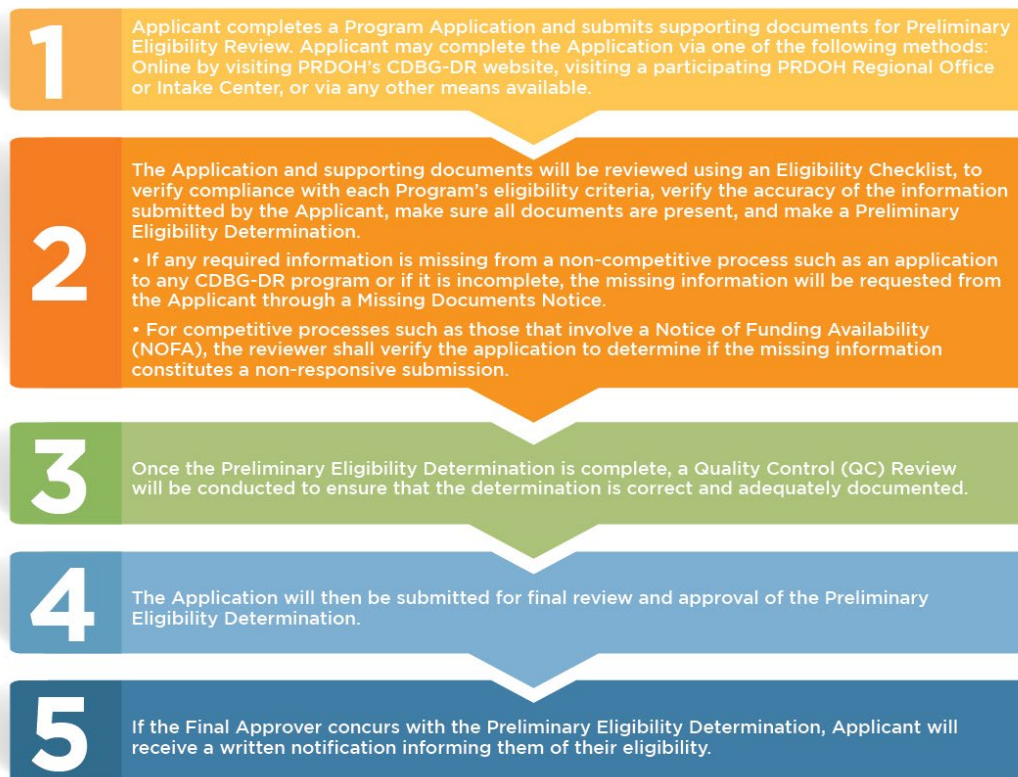 1
Applicant completes a Program Application and submits supporting documents for Preliminary
Eligibility Review. Applicant may complete the Application via one of the following methods:
Online by visiting PRDOH's CDBG-DR website, visiting a participating PRDOH Regional Office
or Intake Center, or via any other means available.
2
The Application and supporting documents will be reviewed using an Eligibility Checklist, to
verify compliance with each Program's eligibility criteria, verify the accuracy of the information
submitted by the Applicant, make sure all documents are present, and make a Preliminary
Eligibility Determination.
• If any required information is missing from a non-competitive process such as an application
to any CDBG-DR program or if it is incomplete, the missing information will be requested from
the Applicant through a Missing Documents Notice.
• For competitive processes such as those that involve a Notice of Funding Availability
(NOFA), the reviewer shall verify the application to determine if the missing information
constitutes a non-responsive submission.
3
Once the Preliminary Eligibility Determination is complete, a Quality Control (QC) Review
will be conducted to ensure that the determination is correct and adequately documented.
4
The Application will then be submitted for final review and approval of the Preliminary
Eligibility Determination.
5
If the Final Approver concurs with the Preliminary Eligibility Determination, Applicant will
receive a written notification informing them of their eligibility.